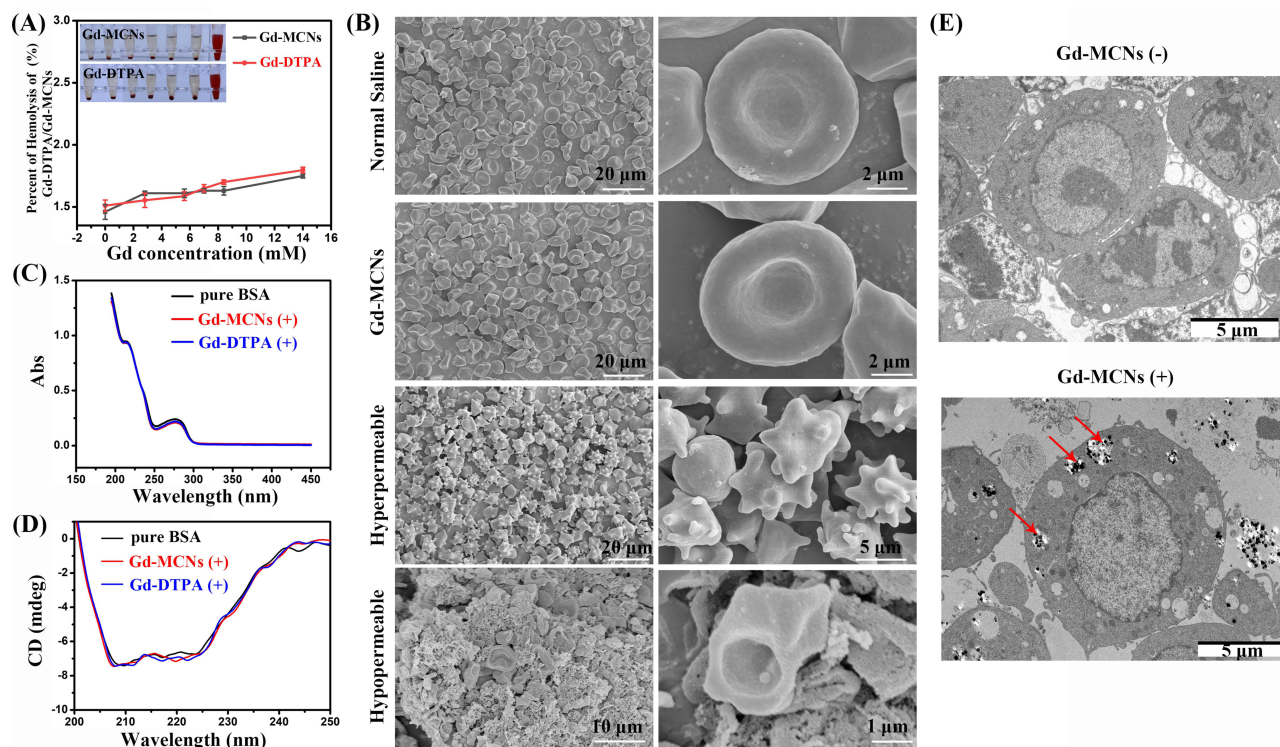 (A)
Percent of Hemolysis of (%)
Gd-DTPA/Gd-MCNs
3.0
2.5
2.0
1.5
Gd-MCNs
Gd-DTPA
Gd-MCNs
Gd-DTPA
-2 0 2 4 6 8 10 12 14 16
Gd concentration (mM)
(B)
Normal Saline
20 μm
2 μm
Gd-MCNs
20 μm
2 μm
Hyperpermeable
20 μm
5 μm
Hypopermeable
10 μm
1 μm
(C)
Abs
1.5
1.0
0.5
0.0
pure BSA
Gd-MCNs (+)
Gd-DTPA (+)
150 200 250 300 350 400 450
Wavelength (nm)
(D)
CD (mdeg)
0
-2
-4
-6
-8
-10
pure BSA
Gd-MCNs (+)
Gd-DTPA (+)
200 210 220 230 240 250
Wavelength (nm)
(E)
Gd-MCNs (-)
5 μm
Gd-MCNs (+)
5 μm